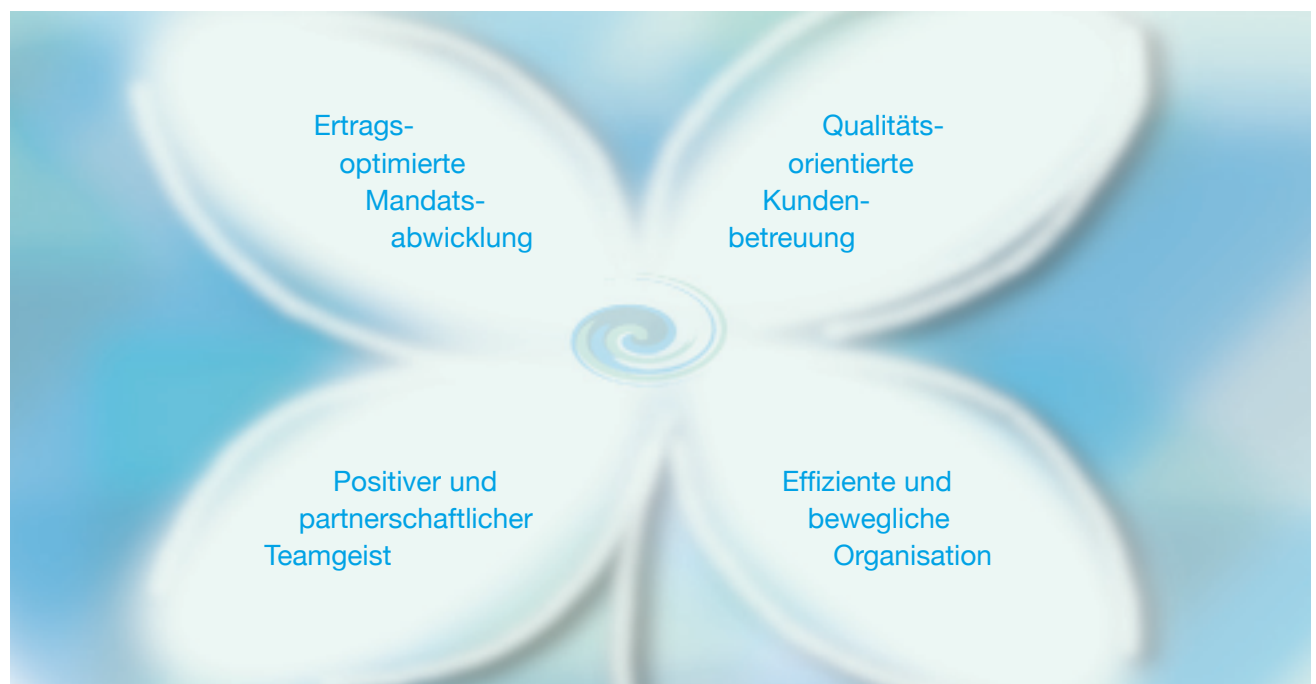 Ertrags-
optimierte
Mandats-
abwicklung
Qualitäts-
orientierte
Kunden-
betreuung
Positiver und
partnerschaftlicher
Teamgeist
Effiziente und
bewegliche
Organisation